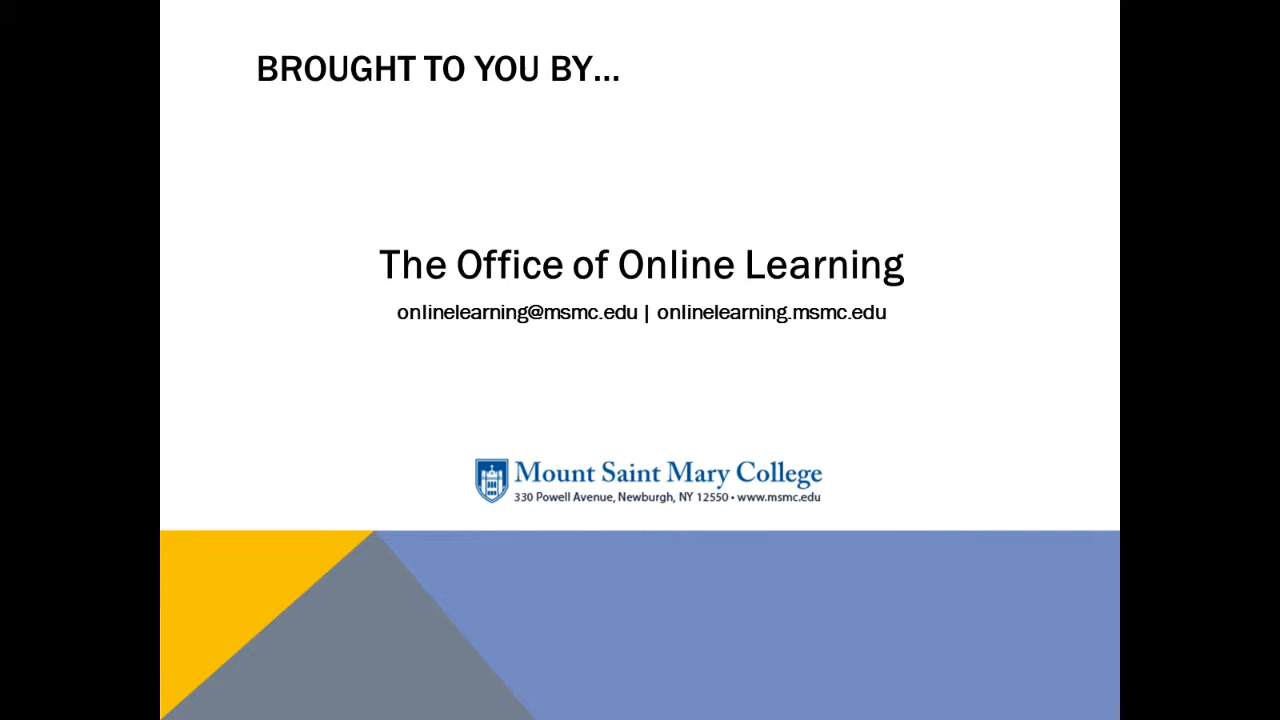 BROUGHT TO YOU BY...
The Office of Online Learning
onlinelearning@msmc.edu | onlinelearning.msmc.edu
Mount Saint Mary College
330 Powell Avenue, Newburgh, NY 12550 • www.msmc.edu